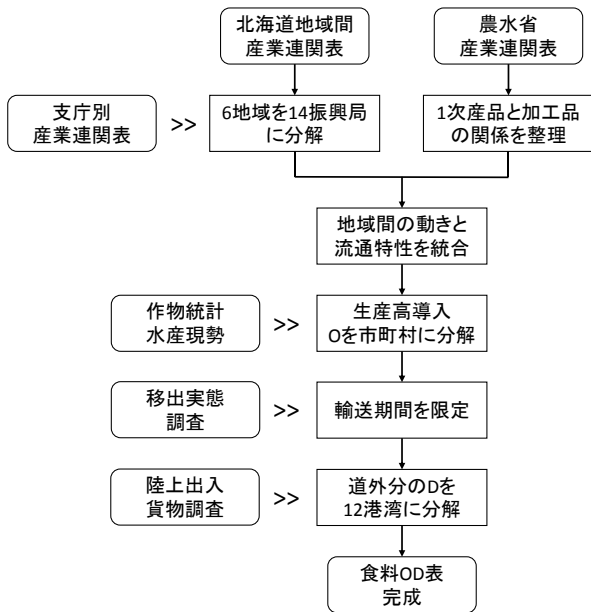 北海道地域間
産業連関表
農水省
産業連関表
支庁別
産業連関表
>>
6地域を14振興局
に分解
1次産品と加工品
の関係を整理
地域間の動きと
流通特性を統合
作物統計
水産現勢
>>
生産高導入
Oを市町村に分解
移出実態
調査
>>
輸送期間を限定
陸上出入
貨物調査
>>
道外分のDを
12港湾に分解
食料OD表
完成